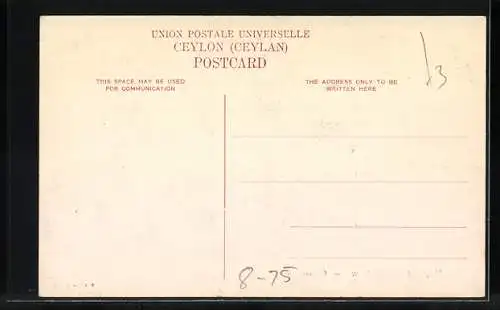 UNION POSTALE UNIVERSELLE
CEYLON (CEYLAN)
POSTCARD
THIS SPACE MAY BE USED
FOR COMMUNICATION
THE ADDRESS ONLY TO BE
WRITTEN HERE
8-75